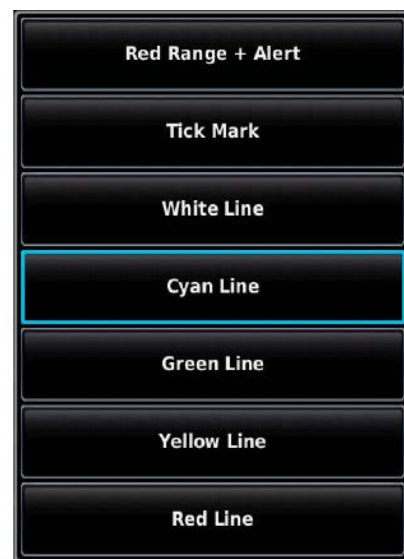 Red Range + Alert
Tick Mark
White Line
Cyan Line
Green Line
Yellow Line
Red Line